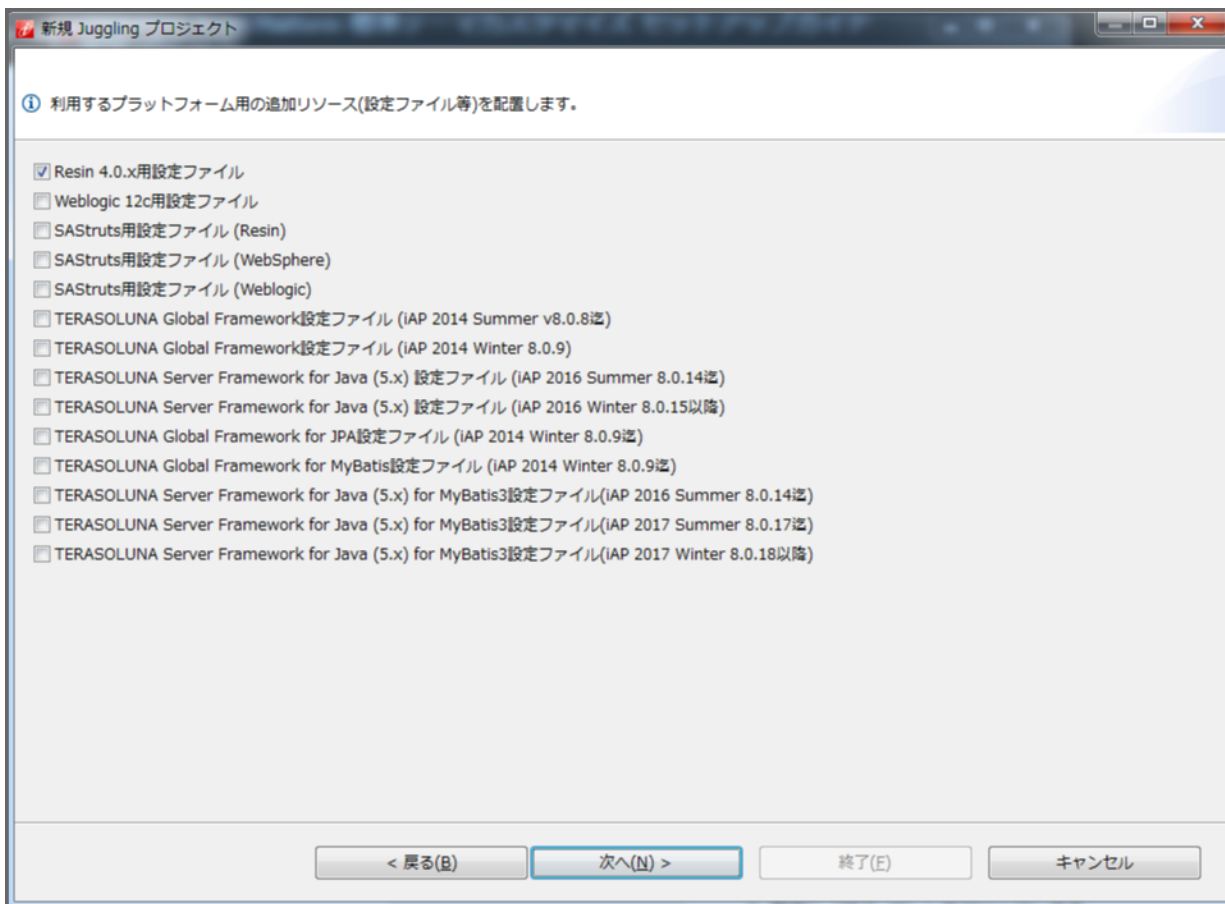 新規 Juggling プロジェクト
利用するプラットフォーム用の追加リソース(設定ファイル等)を配置します。
Resin 4.0.x用設定ファイル
Weblogic 12c用設定ファイル
SAStruts用設定ファイル (Resin)
SAStruts用設定ファイル (WebSphere)
SAStruts用設定ファイル (Weblogic)
TERASOLUNA Global Framework設定ファイル (iAP 2014 Summer v8.0.8迄)
TERASOLUNA Global Framework設定ファイル (iAP 2014 Winter 8.0.9)
TERASOLUNA Server Framework for Java (5.x) 設定ファイル (iAP 2016 Summer 8.0.14迄)
TERASOLUNA Server Framework for Java (5.x) 設定ファイル (iAP 2016 Winter 8.0.15以降)
TERASOLUNA Global Framework for JPA設定ファイル (iAP 2014 Winter 8.0.9迄)
TERASOLUNA Global Framework for MyBatis設定ファイル (iAP 2014 Winter 8.0.9迄)
TERASOLUNA Server Framework for Java (5.x) for MyBatis3設定ファイル(iAP 2016 Summer 8.0.14迄)
TERASOLUNA Server Framework for Java (5.x) for MyBatis3設定ファイル(iAP 2017 Summer 8.0.17迄)
TERASOLUNA Server Framework for Java (5.x) for MyBatis3設定ファイル(iAP 2017 Winter 8.0.18以降)
< 戻る(B) 次へ(N) > 終了(F) キャンセル